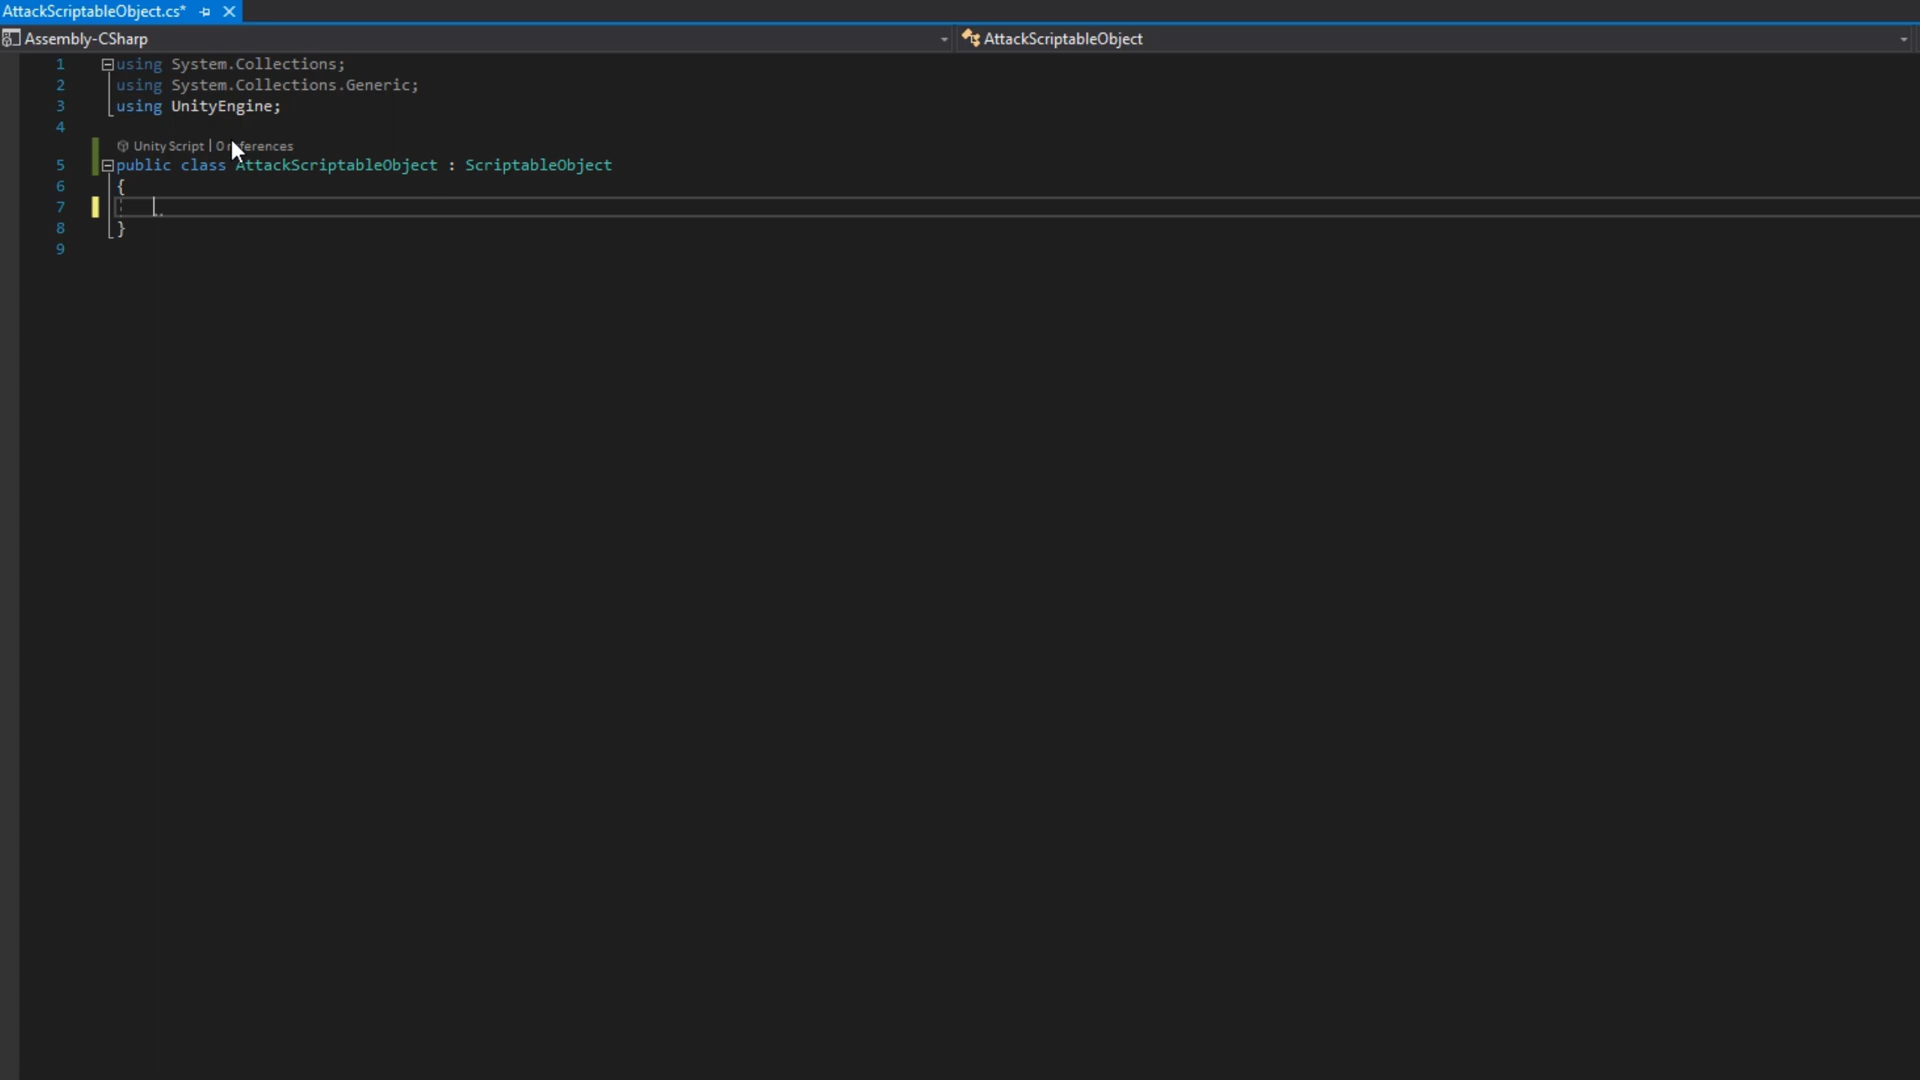 AttackScriptableObject.cs*
Assembly-CSharp
AttackScriptableObject
1 using System.Collections;
2 using System.Collections.Generic;
3 using UnityEngine;
4
Unity Script | 0 references
5 public class AttackScriptableObject : ScriptableObject
6 {
7
8 }
9